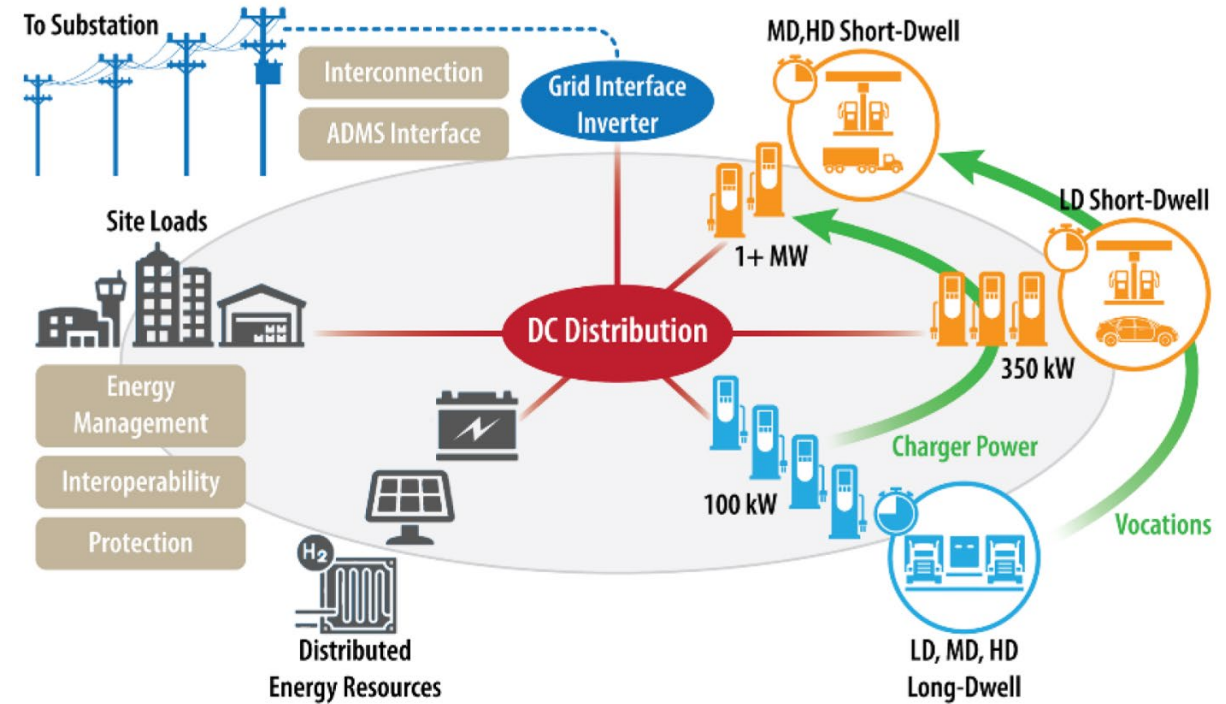 To Substation
Interconnection
ADMS Interface
Grid Interface
Inverter
MD,HD Short-Dwell
LD Short-Dwell
Site Loads
1+ MW
DC Distribution
350 kW
Energy
Management
Interoperability
Protection
Charger Power
100 kW
Vocations
H2
Distributed
Energy Resources
LD, MD, HD
Long-Dwell